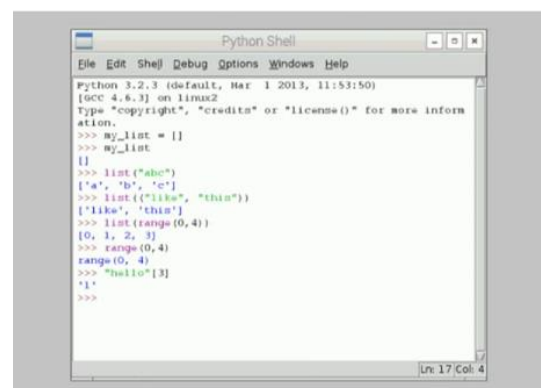 Python Shell
File Edit Shell Debug Options Windows Help
Python 3.2.3 (default, Mar 1 2013, 11:53:50)
[GCC 4.6.3] on linux2
Type "copyright", "credits" or "license()" for more inform
ation.
>>> my_list = []
>>> my_list
[]
>>> list("abc")
['a', 'b', 'c']
>>> list(("like", "this"))
['like', 'this']
>>> list(range(0,4))
[0, 1, 2, 3]
>>> range(0,4)
range(0, 4)
>>> "hello"[3]
'l'
>>>
Ln: 17 Col: 4